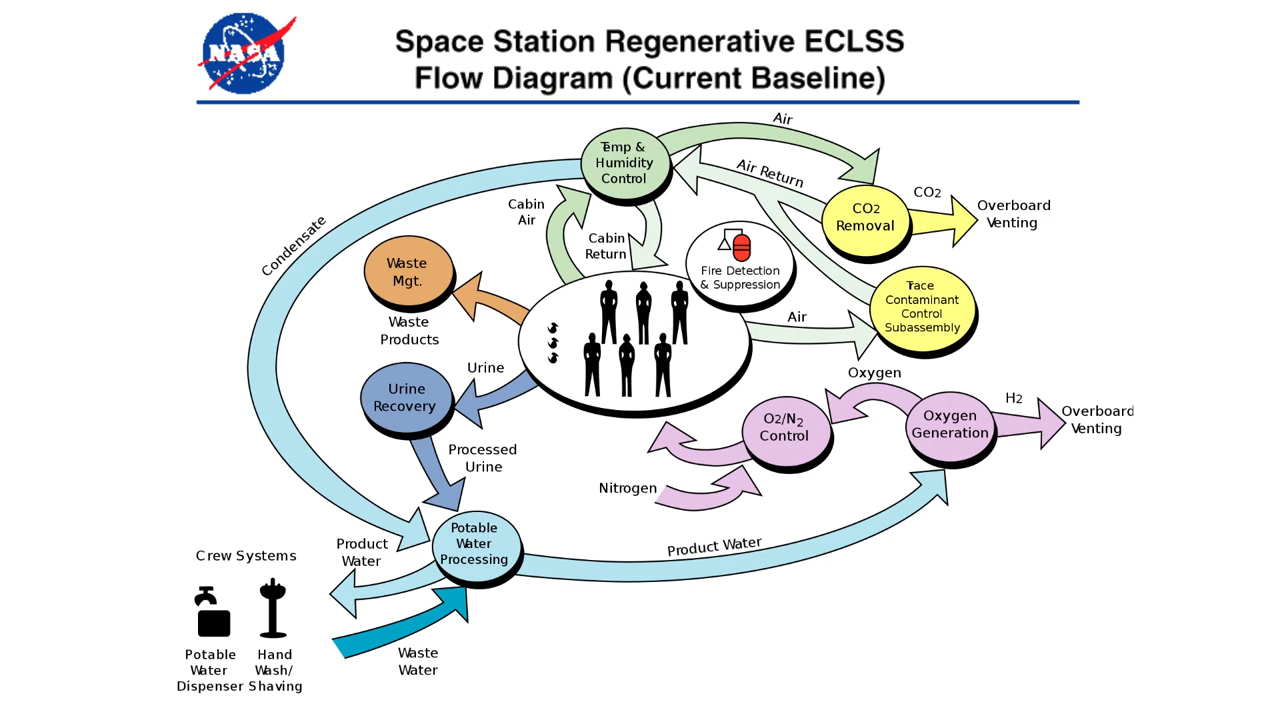 NASA
Space Station Regenerative ECLSS
Flow Diagram (Current Baseline)
Air
Temp &
Humidity
Control
Air Return
CO2
Removal
CO2
Overboard
Venting
Cabin
Air
Cabin
Return
Condensate
Waste
Mgt.
Waste
Products
Fire Detection
& Suppression
Trace
Contaminant
Control
Subassembly
Air
Urine
Urine
Recovery
Processed
Urine
Oxygen
O2/N2
Control
Oxygen
Generation
H2
Overboard
Venting
Nitrogen
Potable
Water
Processing
Product Water
Product
Water
Crew Systems
Waste
Water
Potable
Water
Dispenser
Hand
Wash/
Shaving